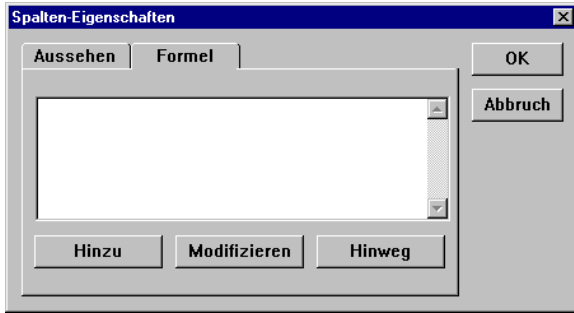 Spalten-Eigenschaften
Aussehen Formel
OK
Abbruch
Hinzu Modifizieren Hinweg